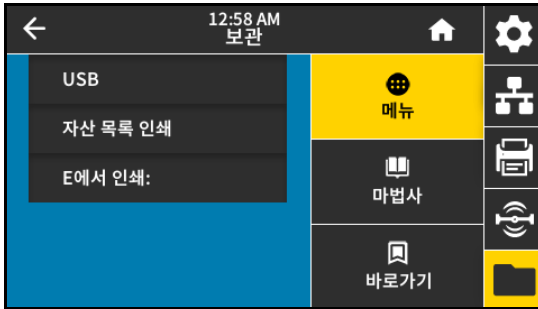 12:58 AM
보관
USB
자산 목록 인쇄
E에서 인쇄:
메뉴
마법사
바로가기